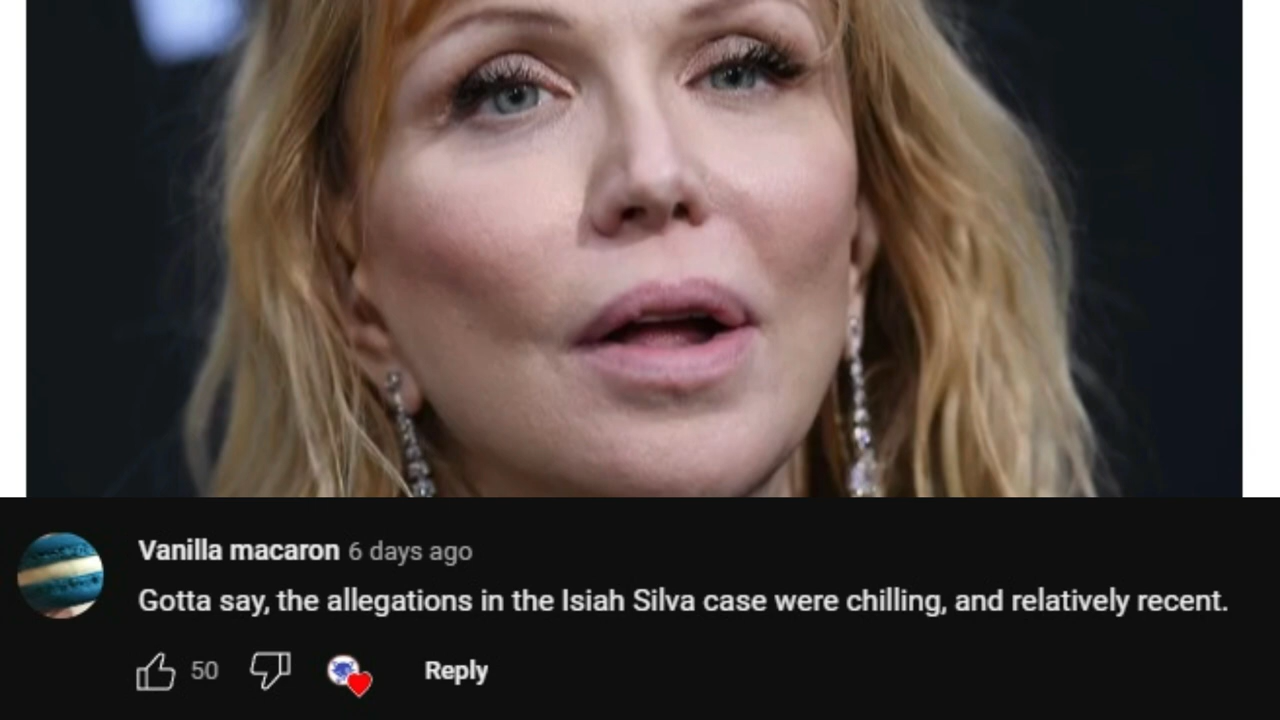 Vanilla macaron 6 days ago
Gotta say, the allegations in the Isiah Silva case were chilling, and relatively recent.
50
Reply